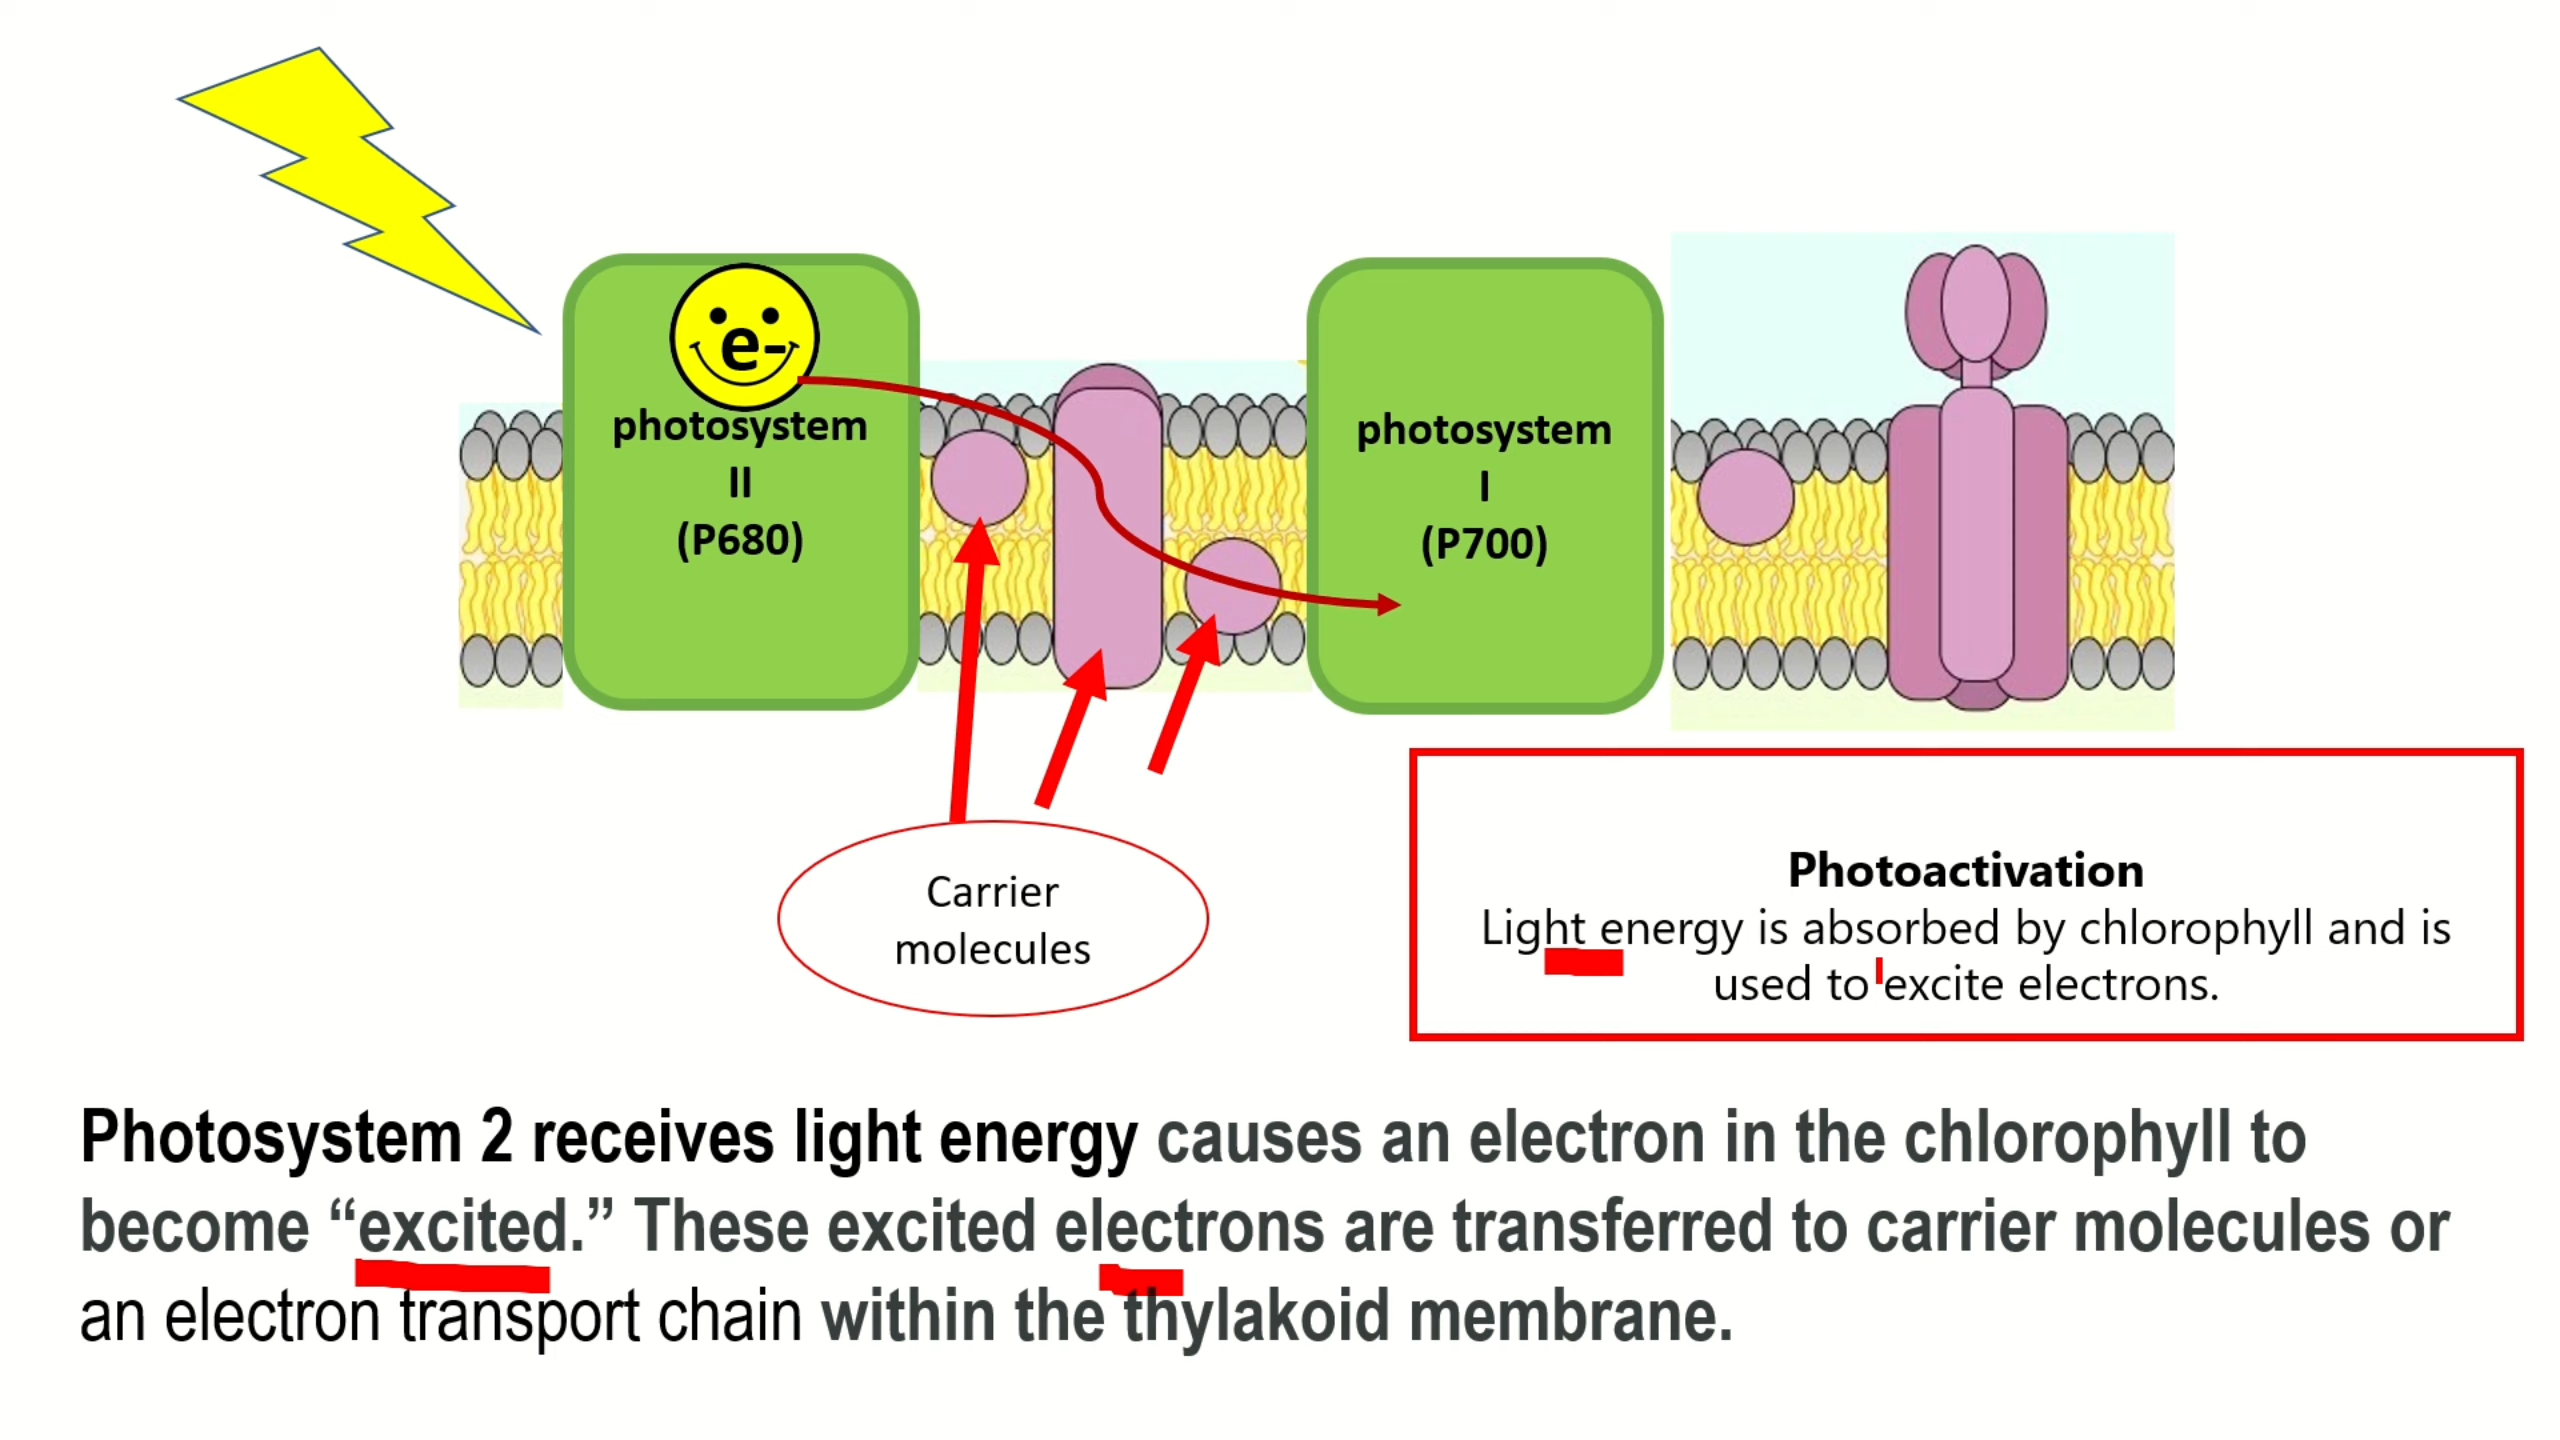 e-
photosystem
II
(P680)
photosystem
I
(P700)
Carrier
molecules
Photoactivation
Light energy is absorbed by chlorophyll and is
used to excite electrons.
Photosystem 2 receives light energy causes an electron in the chlorophyll to
become “excited.” These excited electrons are transferred to carrier molecules or
an electron transport chain within the thylakoid membrane.